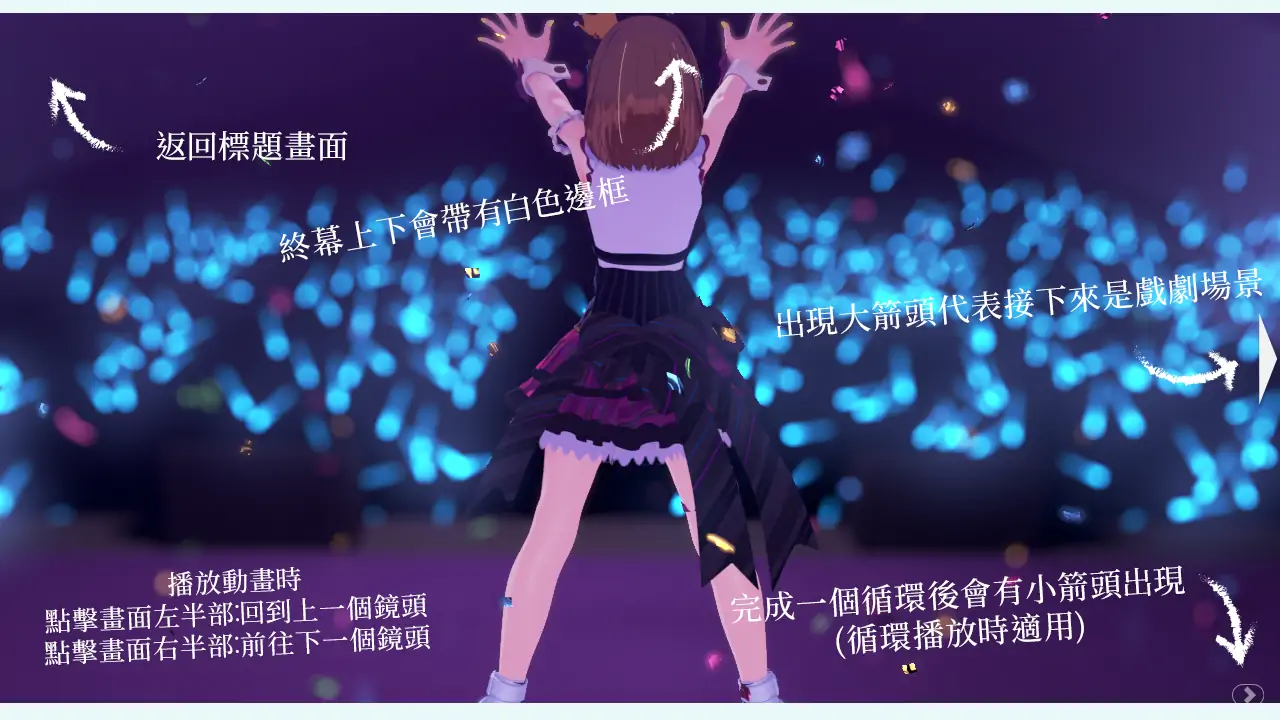 返回標題畫面
終幕上下會帶有白色邊框
出現大箭頭代表接下來是戲劇場景
播放動畫時
點擊畫面左半部:回到上一個鏡頭
點擊畫面右半部:前往下一個鏡頭
完成一個循環後會有小箭頭出現
(循環播放時適用)